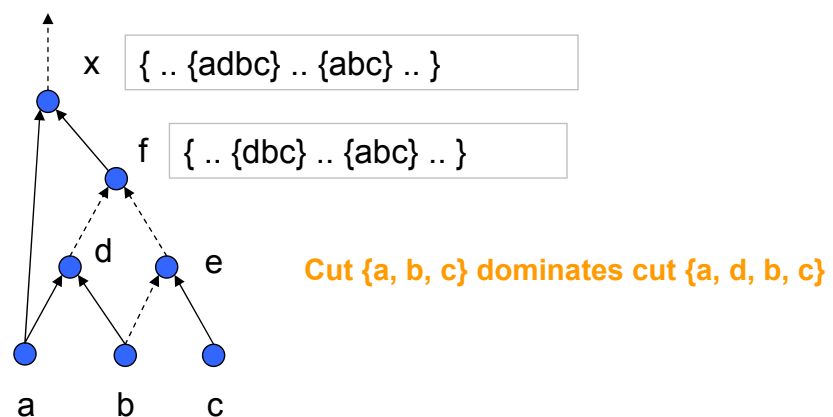 x { .. {adbc} .. {abc} .. }
f { .. {dbc} .. {abc} .. }
d e
Cut {a, b, c} dominates cut {a, d, b, c}
a b c